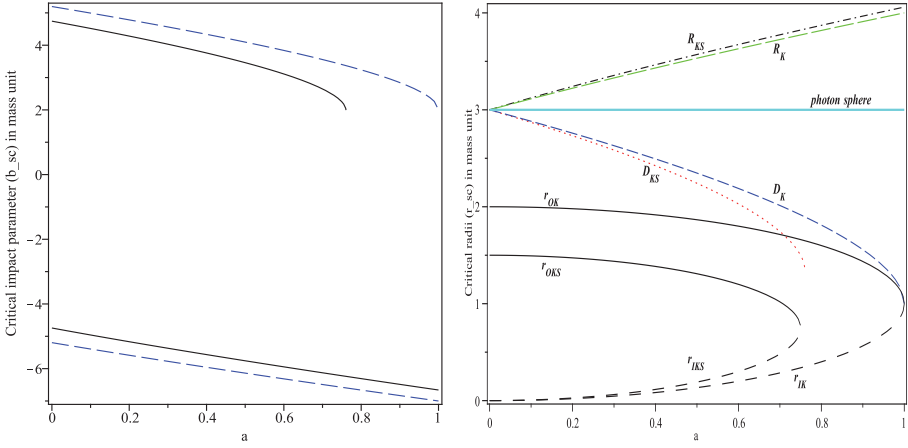 Critical impact parameter (b_sc) in mass unit
4
2
0
−2
−4
−6
0
0.2
0.4
0.6
0.8
1
a
Critical radii (r_sc) in mass unit
4
3
2
1
0
0
0.2
0.4
0.6
0.8
1
a
R_KS
R_K
photon sphere
D_KS
D_K
r_OK
r_OKS
r_IKS
r_IK